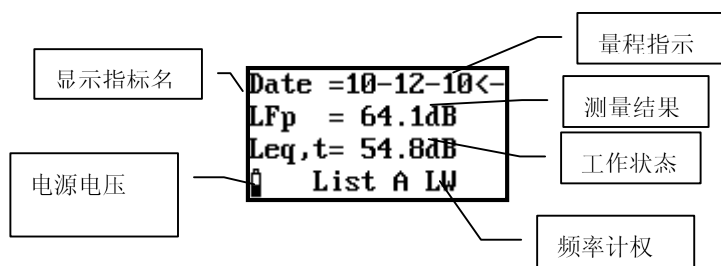 量程指示
显示指标名
Date =10-12-10<-
LFp = 64.1dB
测量结果
Leq,t= 54.8dB
工作状态
电源电压
List A LW
频率计权